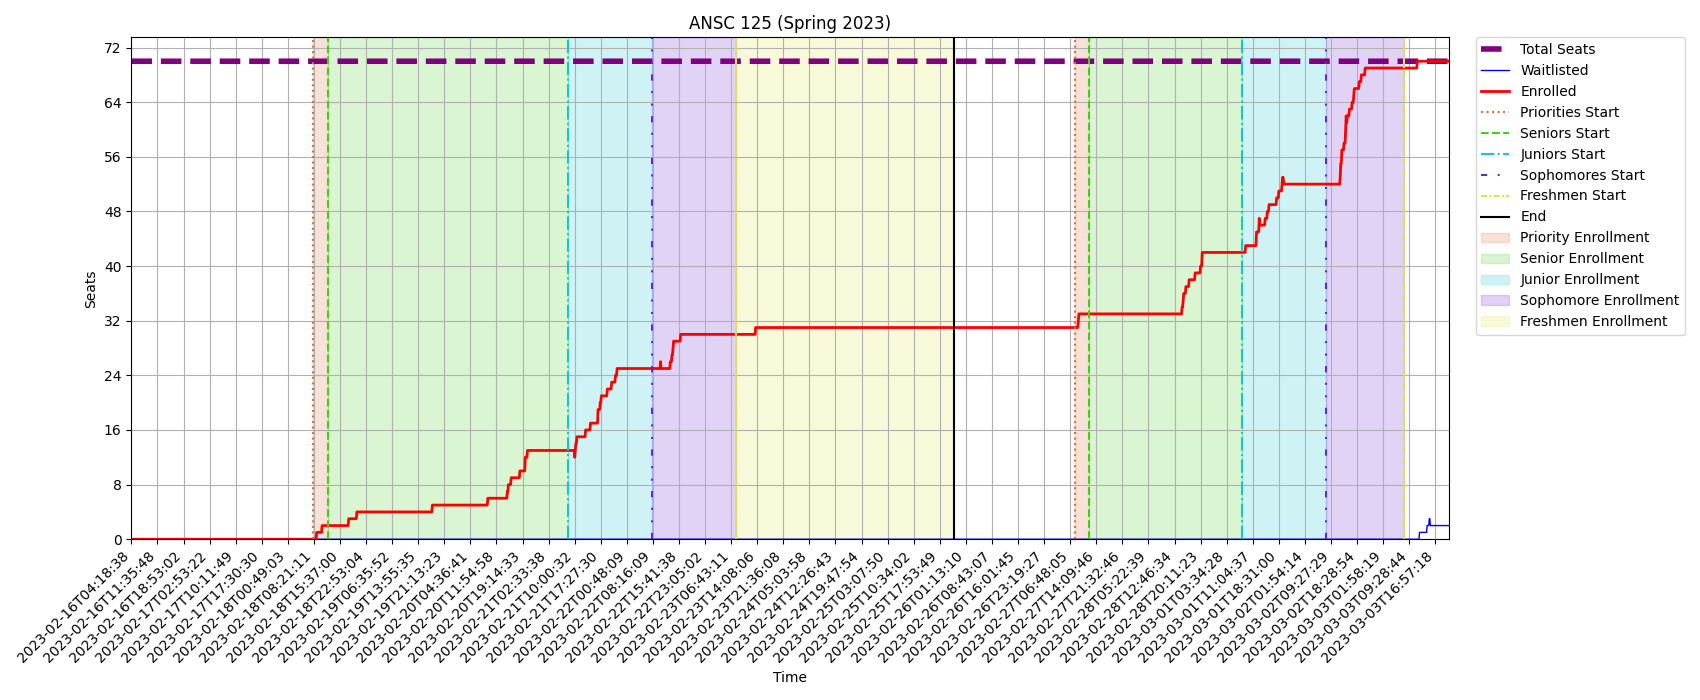 ANSC 125 (Spring 2023)
72
64
56
48
40
32
24
16
8
0
Seats
2023-02-16T04:18:38
2023-02-16T11:35:48
2023-02-16T18:53:02
2023-02-17T02:53:22
2023-02-17T10:11:49
2023-02-17T17:30:30
2023-02-18T00:49:03
2023-02-18T08:21:11
2023-02-18T15:37:00
2023-02-18T22:53:04
2023-02-19T06:35:52
2023-02-19T13:55:35
2023-02-19T21:13:23
2023-02-20T04:36:41
2023-02-20T11:54:58
2023-02-20T19:14:33
2023-02-21T02:33:38
2023-02-21T10:00:32
2023-02-21T17:27:30
2023-02-22T00:48:09
2023-02-22T08:16:09
2023-02-22T15:41:38
2023-02-22T23:05:02
2023-02-23T06:43:11
2023-02-23T14:08:06
2023-02-23T21:36:08
2023-02-24T05:03:58
2023-02-24T12:26:43
2023-02-24T19:47:54
2023-02-25T03:07:50
2023-02-25T10:34:02
2023-02-25T17:53:49
2023-02-26T01:13:10
2023-02-26T08:43:07
2023-02-26T16:01:45
2023-02-26T23:19:27
2023-02-27T06:48:05
2023-02-27T14:09:46
2023-02-27T21:32:46
2023-02-28T05:22:39
2023-02-28T12:46:34
2023-02-28T20:11:23
2023-03-01T03:34:28
2023-03-01T11:04:37
2023-03-01T18:31:00
2023-03-02T01:54:14
2023-03-02T09:27:29
2023-03-02T18:28:54
2023-03-03T01:58:19
2023-03-03T09:28:44
2023-03-03T16:57:18
Time
Total Seats
Waitlisted
Enrolled
Priorities Start
Seniors Start
Juniors Start
Sophomores Start
Freshmen Start
End
Priority Enrollment
Senior Enrollment
Junior Enrollment
Sophomore Enrollment
Freshmen Enrollment